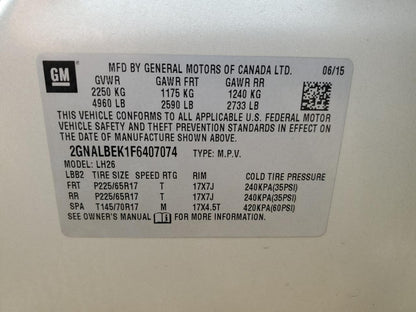 GM
MFD BY GENERAL MOTORS OF CANADA LTD. 06/15
GVWR GAWR FRT GAWR RR
2250 KG 1175 KG 1240 KG
4960 LB 2590 LB 2733 LB
THIS VEHICLE CONFORMS TO ALL APPLICABLE U.S. FEDERAL MOTOR
VEHICLE SAFETY AND THEFT PREVENTION STANDARDS IN EFFECT ON
THE DATE OF MANUFACTURE SHOWN ABOVE.
2GNALBEK1F6407074 TYPE: M.P.V.
MODEL: LH26
LBB2 TIRE SIZE SPEED RTG RIM COLD TIRE PRESSURE
FRT P225/65R17 T 17X7J 240KPA(35PSI)
RR P225/65R17 T 17X7J 240KPA(35PSI)
SPA T145/70R17 M 17X4.5T 420KPA(60PSI)
SEE OWNER'S MANUAL FOR MORE INFORMATION.